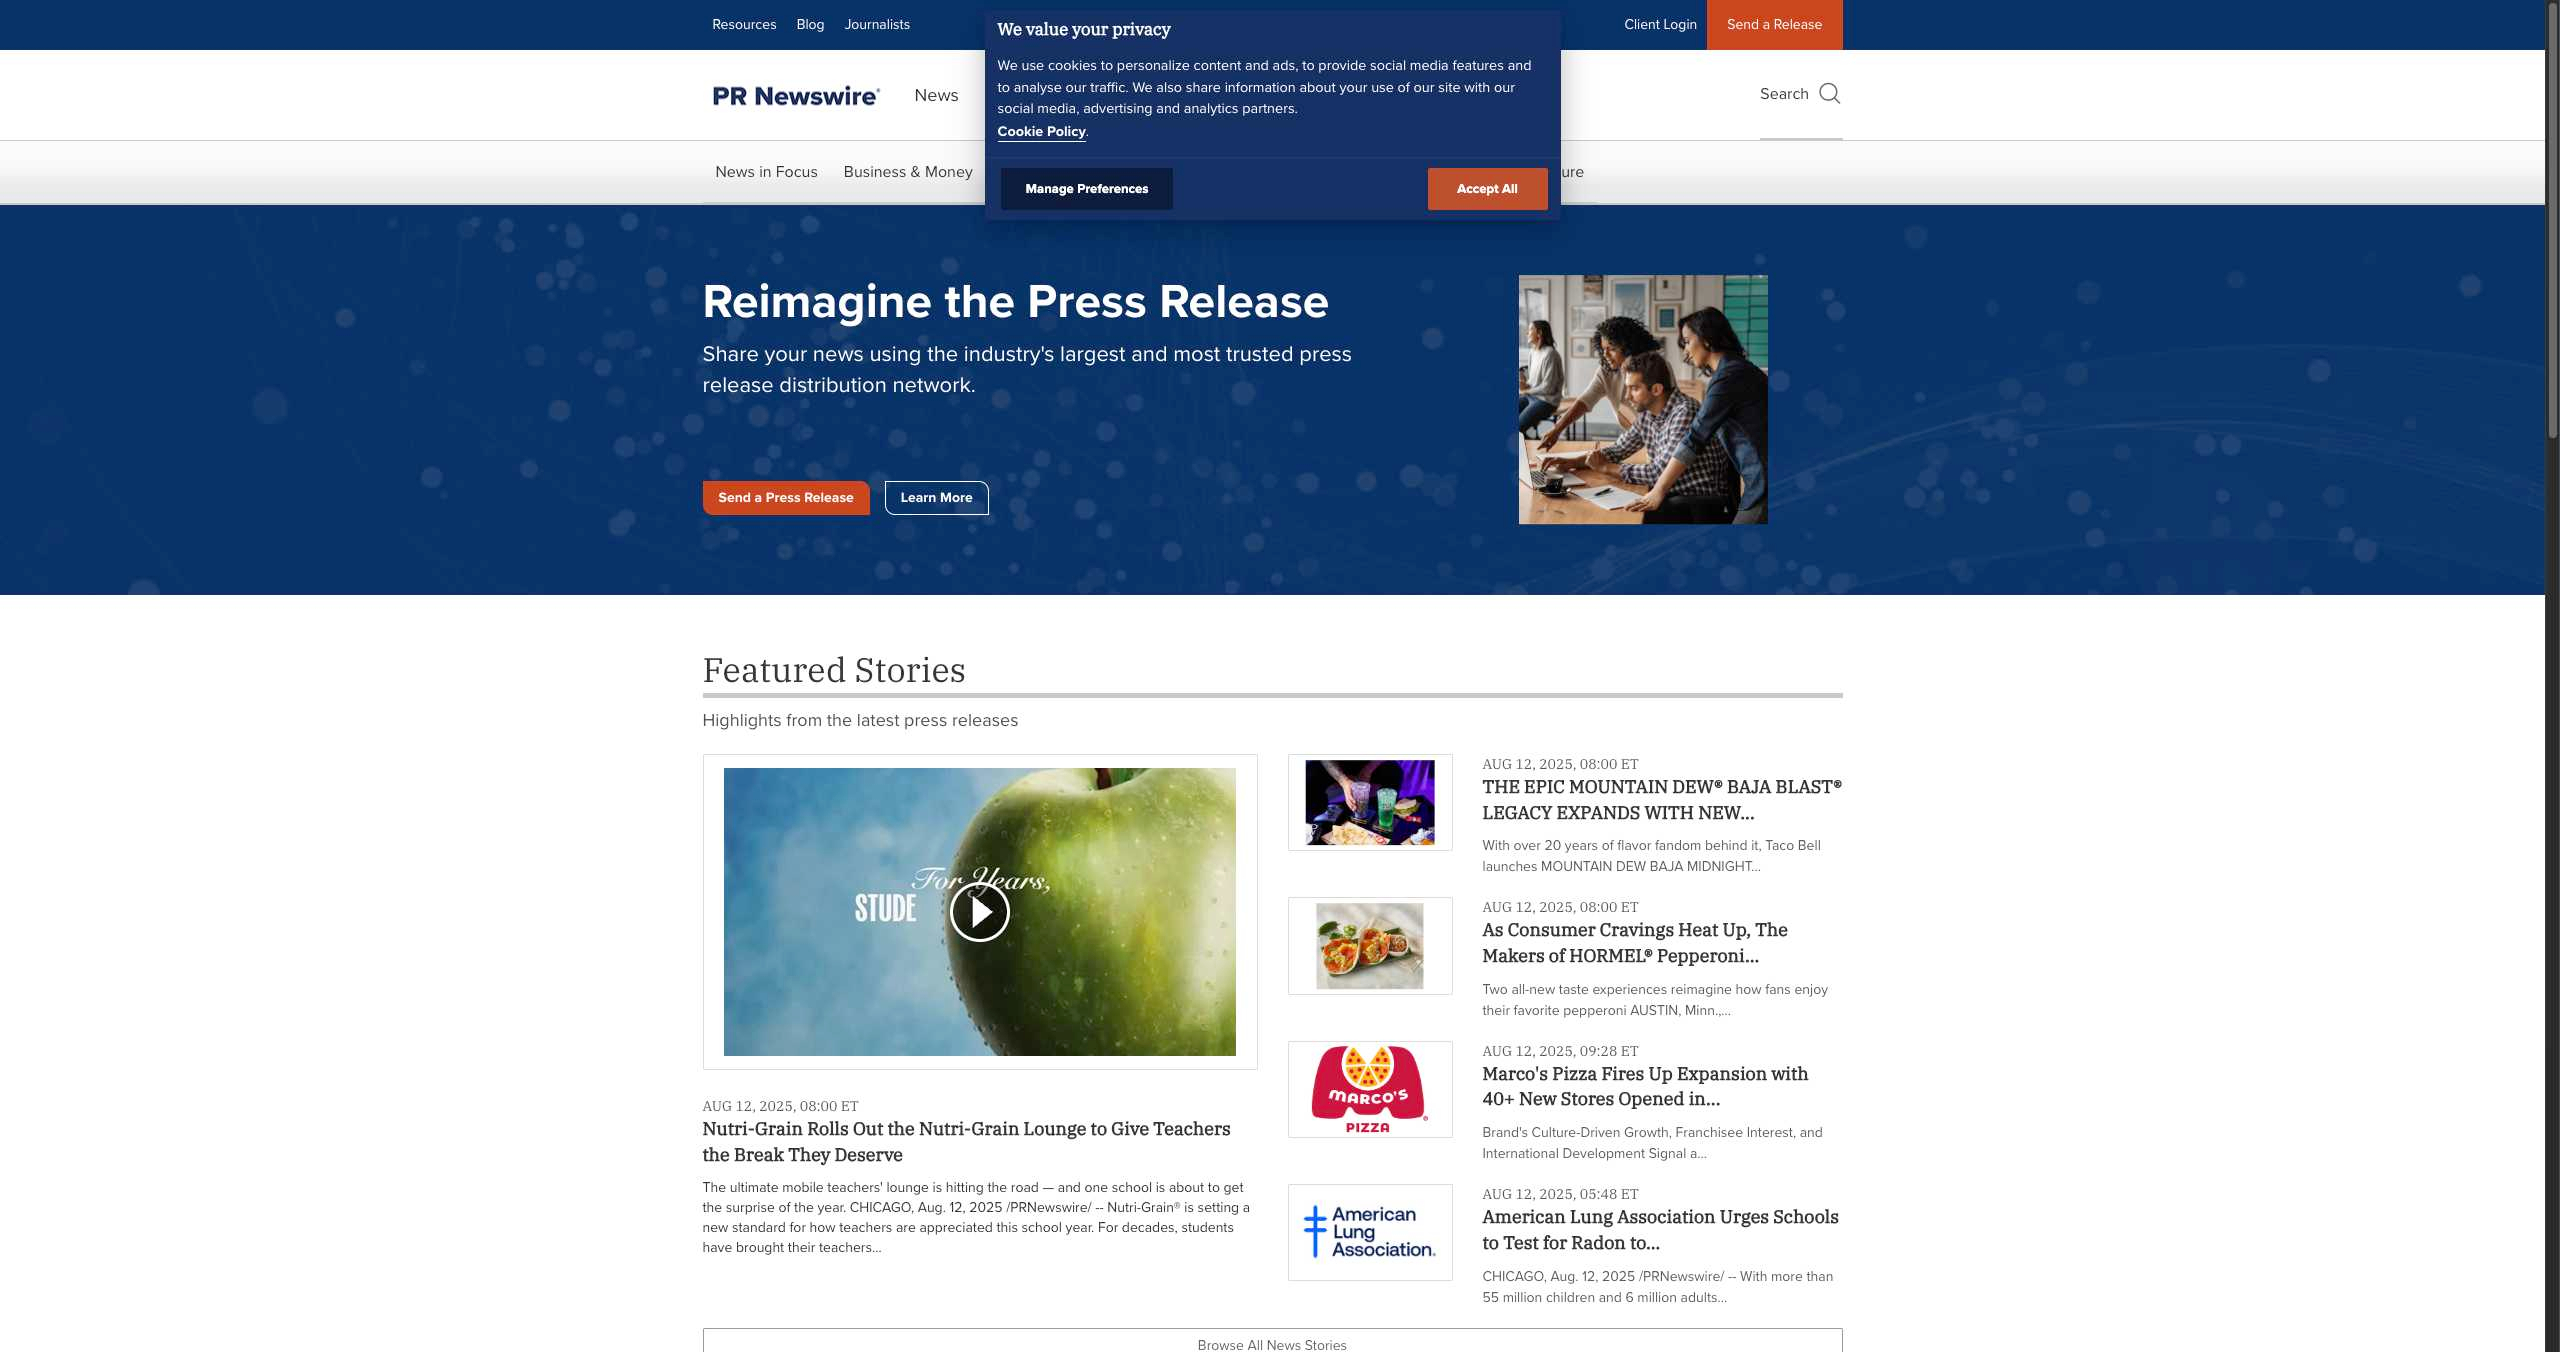 Resources Blog Journalists
Client Login Send a Release
We value your privacy
We use cookies to personalize content and ads, to provide social media features and
to analyse our traffic. We also share information about your use of our site with our
social media, advertising and analytics partners.
Cookie Policy.
Manage Preferences Accept All
PR Newswire® News
Search
News in Focus Business & Money
ure
Reimagine the Press Release
Share your news using the industry's largest and most trusted press
release distribution network.
Send a Press Release Learn More
Featured Stories
Highlights from the latest press releases
For Years,
STUDE
AUG 12, 2025, 08:00 ET
Nutri-Grain Rolls Out the Nutri-Grain Lounge to Give Teachers
the Break They Deserve
The ultimate mobile teachers' lounge is hitting the road — and one school is about to get
the surprise of the year. CHICAGO, Aug. 12, 2025 /PRNewswire/ -- Nutri-Grain® is setting a
new standard for how teachers are appreciated this school year. For decades, students
have brought their teachers...
AUG 12, 2025, 08:00 ET
THE EPIC MOUNTAIN DEW® BAJA BLAST®
LEGACY EXPANDS WITH NEW...
With over 20 years of flavor fandom behind it, Taco Bell
launches MOUNTAIN DEW BAJA MIDNIGHT...
AUG 12, 2025, 08:00 ET
As Consumer Cravings Heat Up, The
Makers of HORMEL® Pepperoni...
Two all-new taste experiences reimagine how fans enjoy
their favorite pepperoni AUSTIN, Minn.,...
MARCO'S
PIZZA
®
AUG 12, 2025, 09:28 ET
Marco's Pizza Fires Up Expansion with
40+ New Stores Opened in...
Brand's Culture-Driven Growth, Franchisee Interest, and
International Development Signal a...
American
Lung
Association.
AUG 12, 2025, 05:48 ET
American Lung Association Urges Schools
to Test for Radon to...
CHICAGO, Aug. 12, 2025 /PRNewswire/ -- With more than
55 million children and 6 million adults...
Browse All News Stories